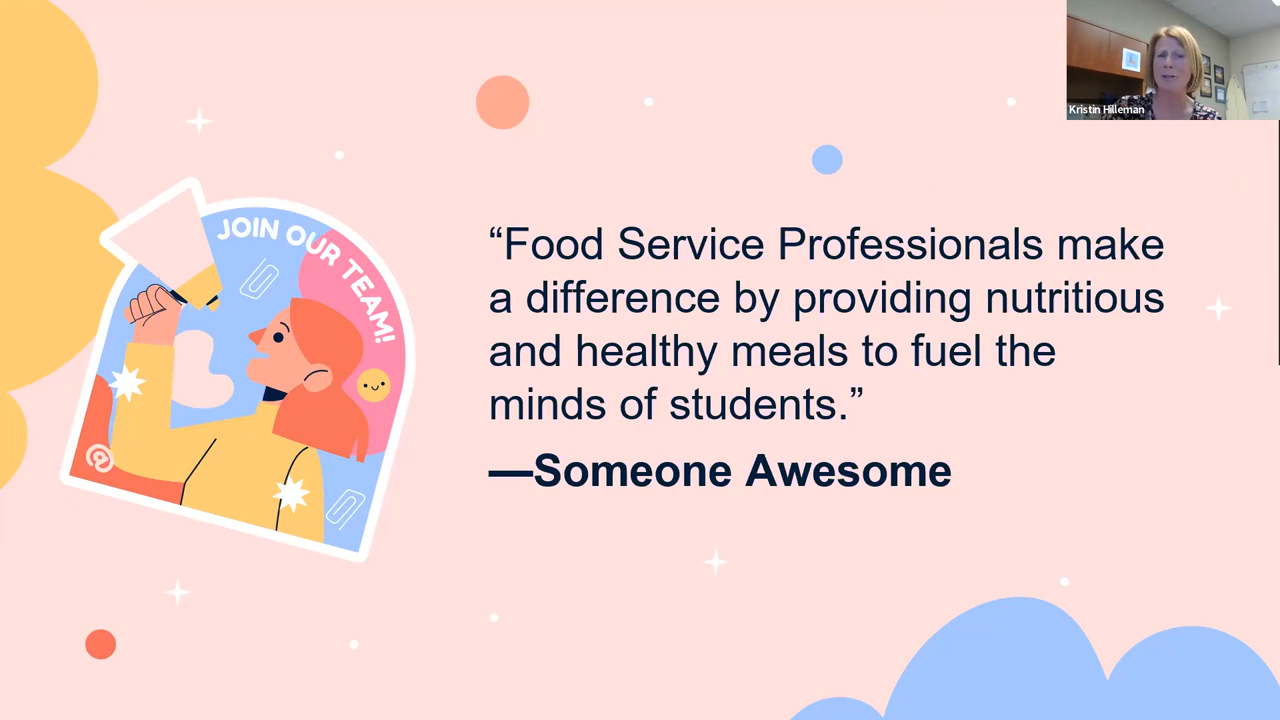 Kristin Hilleman
JOIN OUR TEAM!
@
“Food Service Professionals make
a difference by providing nutritious
and healthy meals to fuel the
minds of students.”
—Someone Awesome